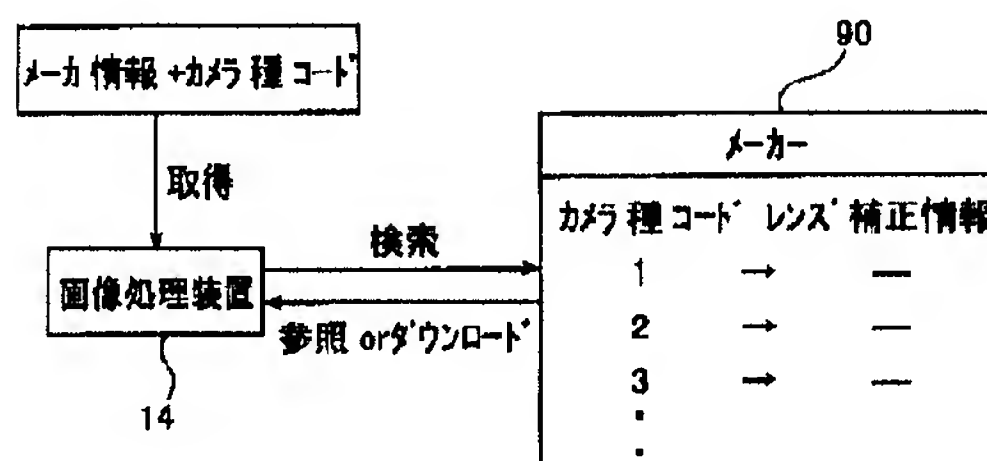 メーカ情報+カメラ種コード
取得
画像処理装置
14
検索
参照orダウンロード
90
メーカー
カメラ種コード レンズ補正情報
1 → —
2 → —
3 → —